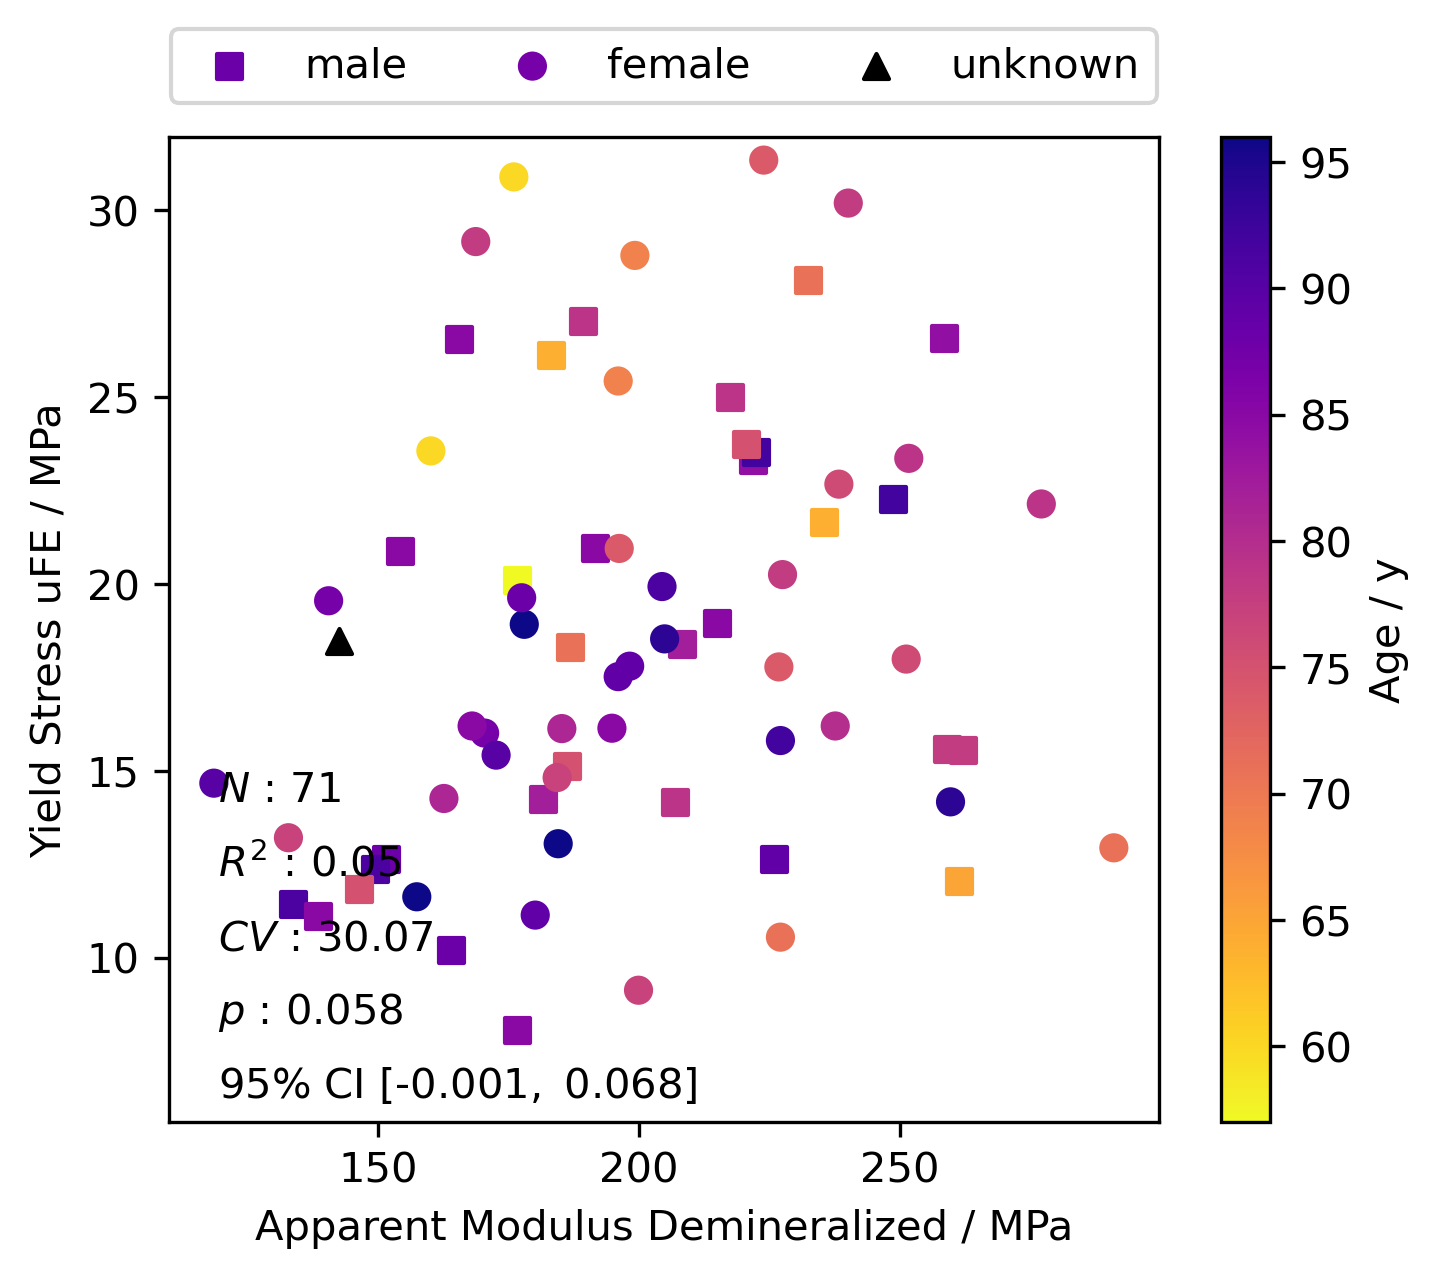 male female unknown
30
25
20
15
10
Yield Stress uFE / MPa
N : 71
R² : 0.05
CV : 30.07
p : 0.058
95% CI [-0.001, 0.068]
150 200 250
Apparent Modulus Demineralized / MPa
95
90
85
80
75
70
65
60
Age / y